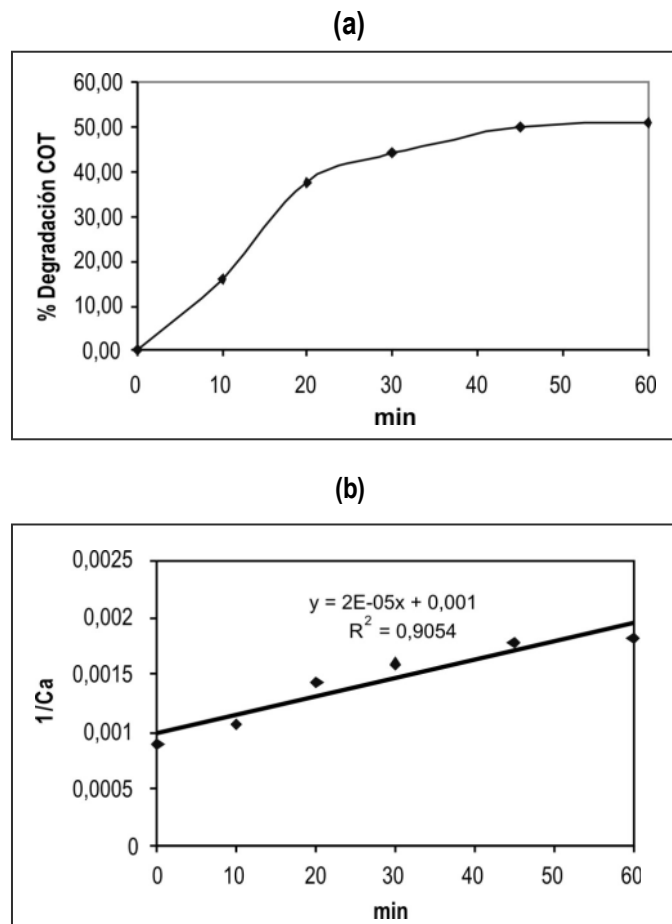 (a)
60,00
50,00
40,00
30,00
20,00
10,00
0,00
% Degradación COT
0 10 20 30 40 50 60
min
(b)
0,0025
0,002
0,0015
0,001
0,0005
0
1/Ca
y = 2E-05x + 0,001
R² = 0,9054
0 10 20 30 40 50 60
min